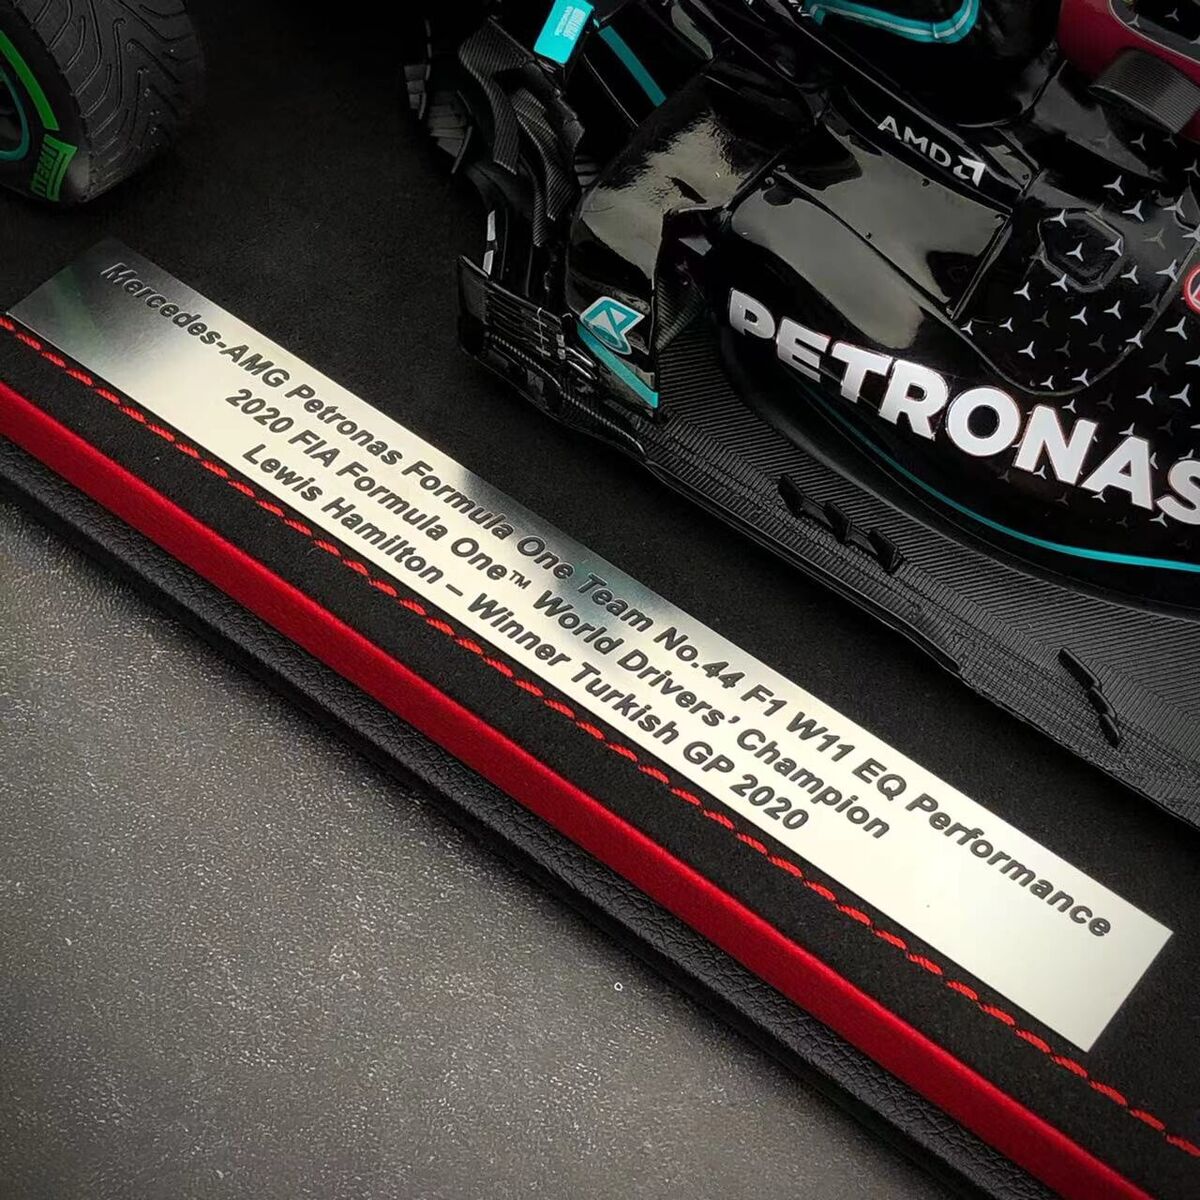 AMD
PETRONAS
Mercedes-AMG Petronas Formula One Team No.44 F1 W11 EQ Performance
2020 FIA Formula One™ World Drivers' Champion
Lewis Hamilton – Winner Turkish GP 2020